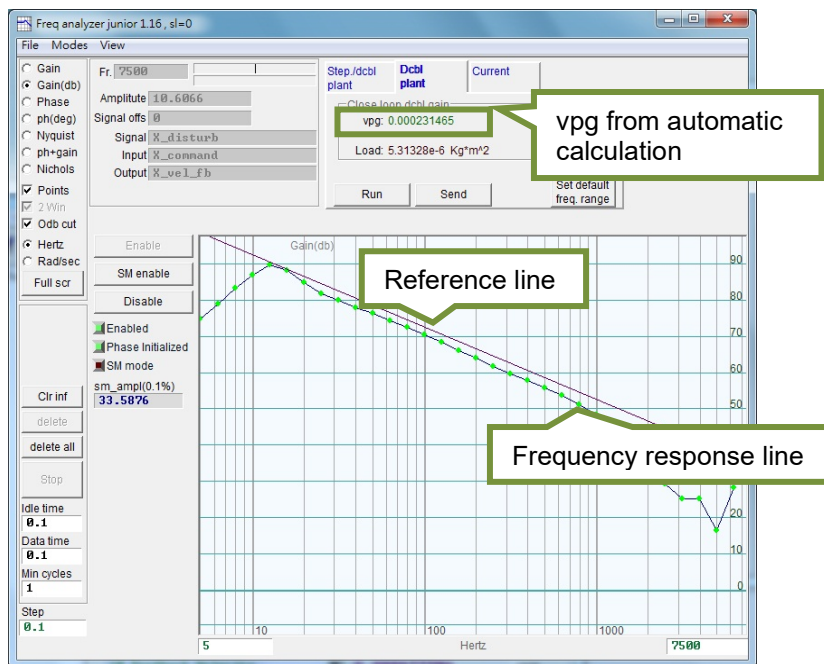 Freq analyzer junior 1.16 , sl=0
File Modes View
Gain
Gain(db)
Phase
ph(deg)
Nyquist
ph+gain
Nichols
Points
2 Win
0db cut
Hertz
Rad/sec
Full scr
Fr. 7500
Amplitude 10.6066
Signal offs 0
Signal X_disturb
Input X_command
Output X_vel_fb
Step./dcbl plant
Dcbl plant
Current
Close loop dcbl gain
vpg: 0.000231465
Load: 5.31328e-6 Kg*m^2
Run
Send
Set default
freq. range
vpg from automatic
calculation
Enable
SM enable
Disable
Enabled
Phase Initialized
SM mode
sm_ampl(0.1%)
33.5876
Clr inf
delete
delete all
Stop
Idle time
0.1
Data time
0.1
Min cycles
1
Step
0.1
Gain(db)
Reference line
Frequency response line
90
80
70
60
50
20
10
0
10
100
1000
5
Hertz
7500